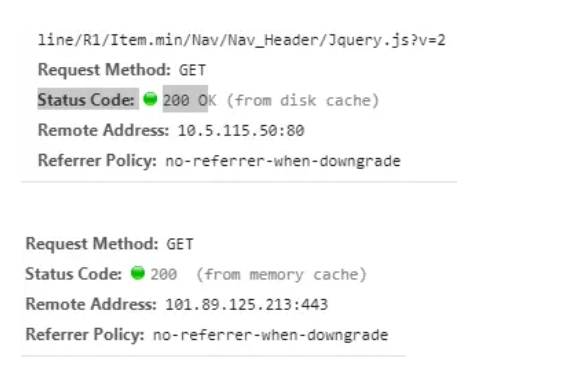 line/R1/Item.min/Nav/Nav_Header/Jquery.js?v=2
Request Method: GET
Status Code: 200 OK (from disk cache)
Remote Address: 10.5.115.50:80
Referrer Policy: no-referrer-when-downgrade
Request Method: GET
Status Code: 200 (from memory cache)
Remote Address: 101.89.125.213:443
Referrer Policy: no-referrer-when-downgrade